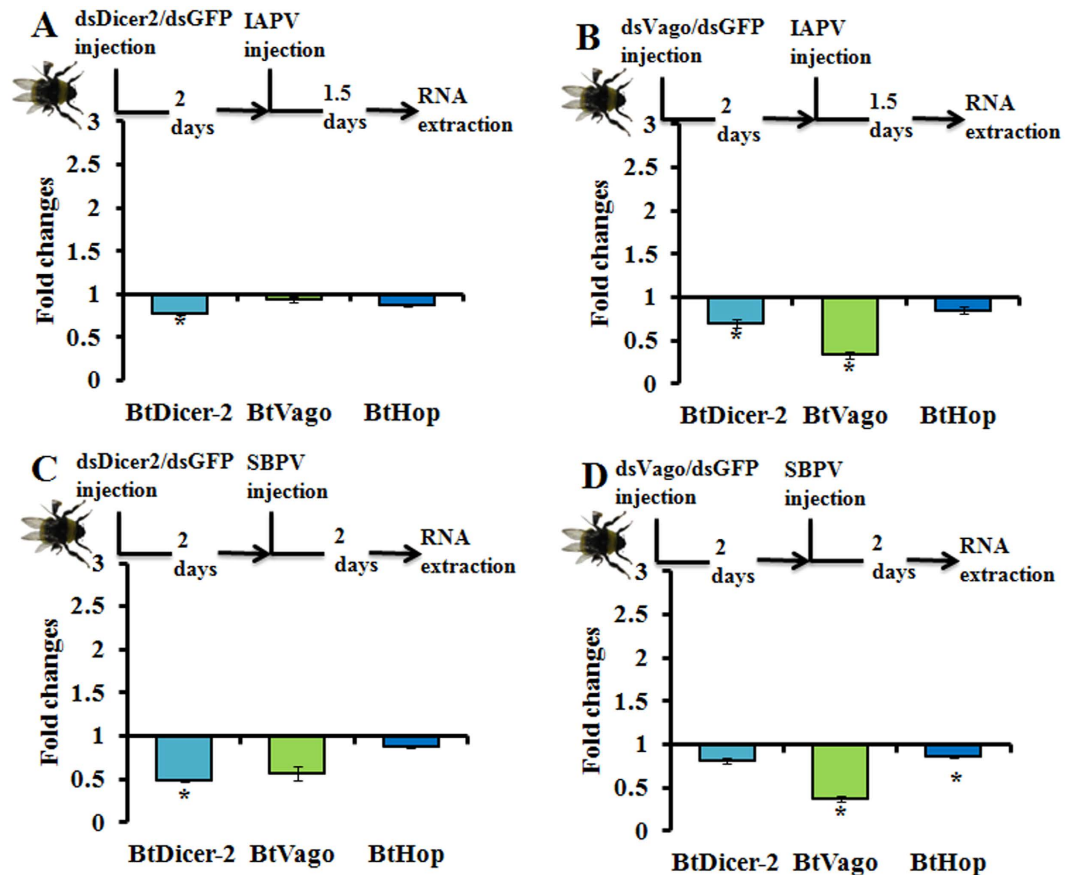 A
dsDicer2/dsGFP
injection
IAPV
injection
2
days
1.5
days
RNA
extraction
Fold changes
3
2.5
2
1.5
1
0.5
0
*
BtDicer-2
BtVago
BtHop
B
dsVago/dsGFP
injection
IAPV
injection
2
days
1.5
days
RNA
extraction
Fold changes
3
2.5
2
1.5
1
0.5
0
*
*
BtDicer-2
BtVago
BtHop
C
dsDicer2/dsGFP
injection
SBPV
injection
2
days
2
days
RNA
extraction
Fold changes
3
2.5
2
1.5
1
0.5
0
*
BtDicer-2
BtVago
BtHop
D
dsVago/dsGFP
injection
SBPV
injection
2
days
2
days
RNA
extraction
Fold changes
3
2.5
2
1.5
1
0.5
0
*
*
BtDicer-2
BtVago
BtHop